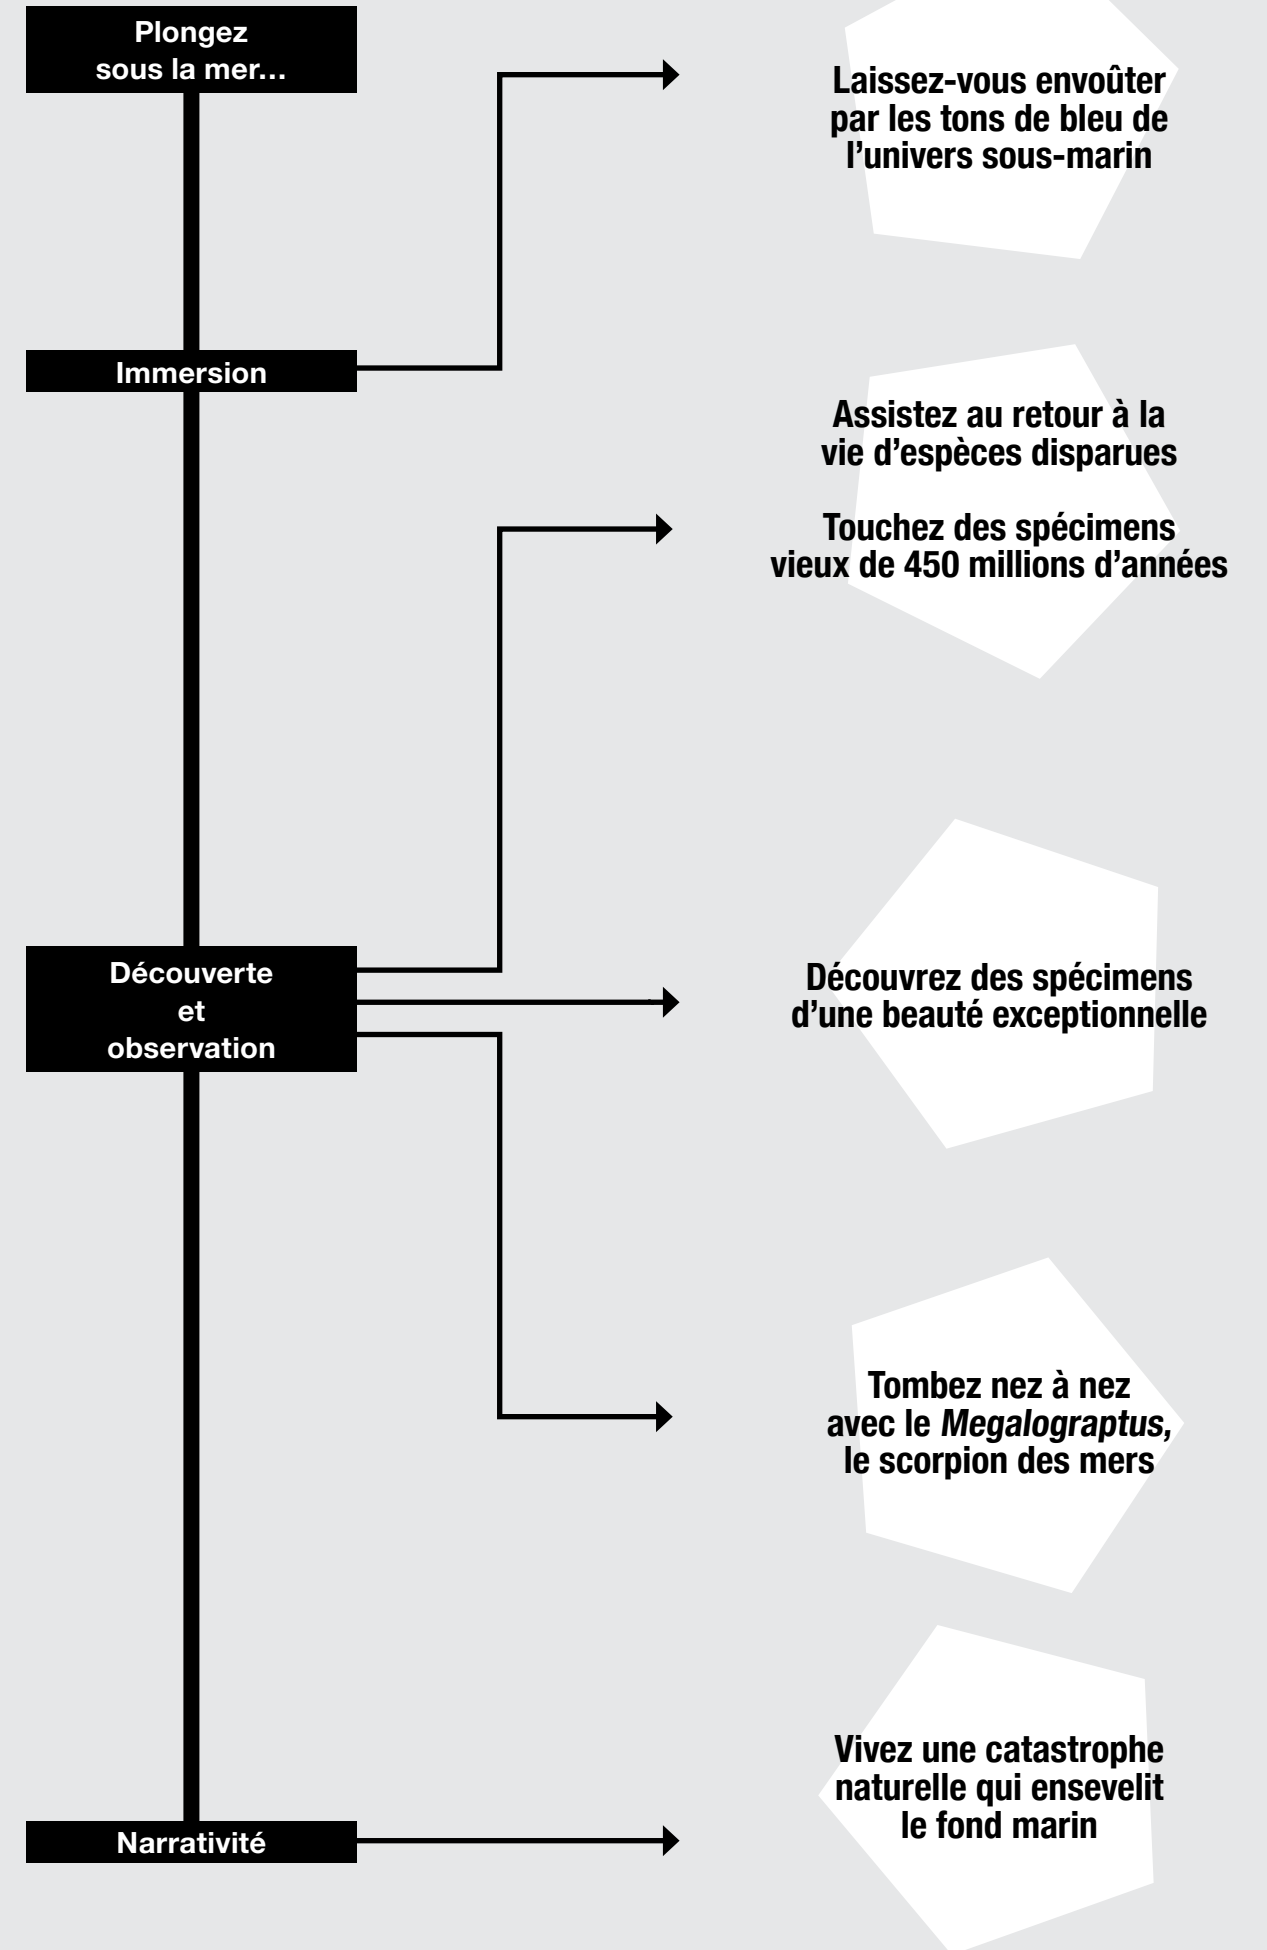 Plongez
sous la mer…
Laissez-vous envoûter
par les tons de bleu de
l’univers sous-marin
Immersion
Assistez au retour à la
vie d’espèces disparues
Touchez des spécimens
vieux de 450 millions d’années
Découverte
et
observation
Découvrez des spécimens
d’une beauté exceptionnelle
Tombez nez à nez
avec le Megalograptus,
le scorpion des mers
Vivez une catastrophe
naturelle qui ensevelit
le fond marin
Narrativité